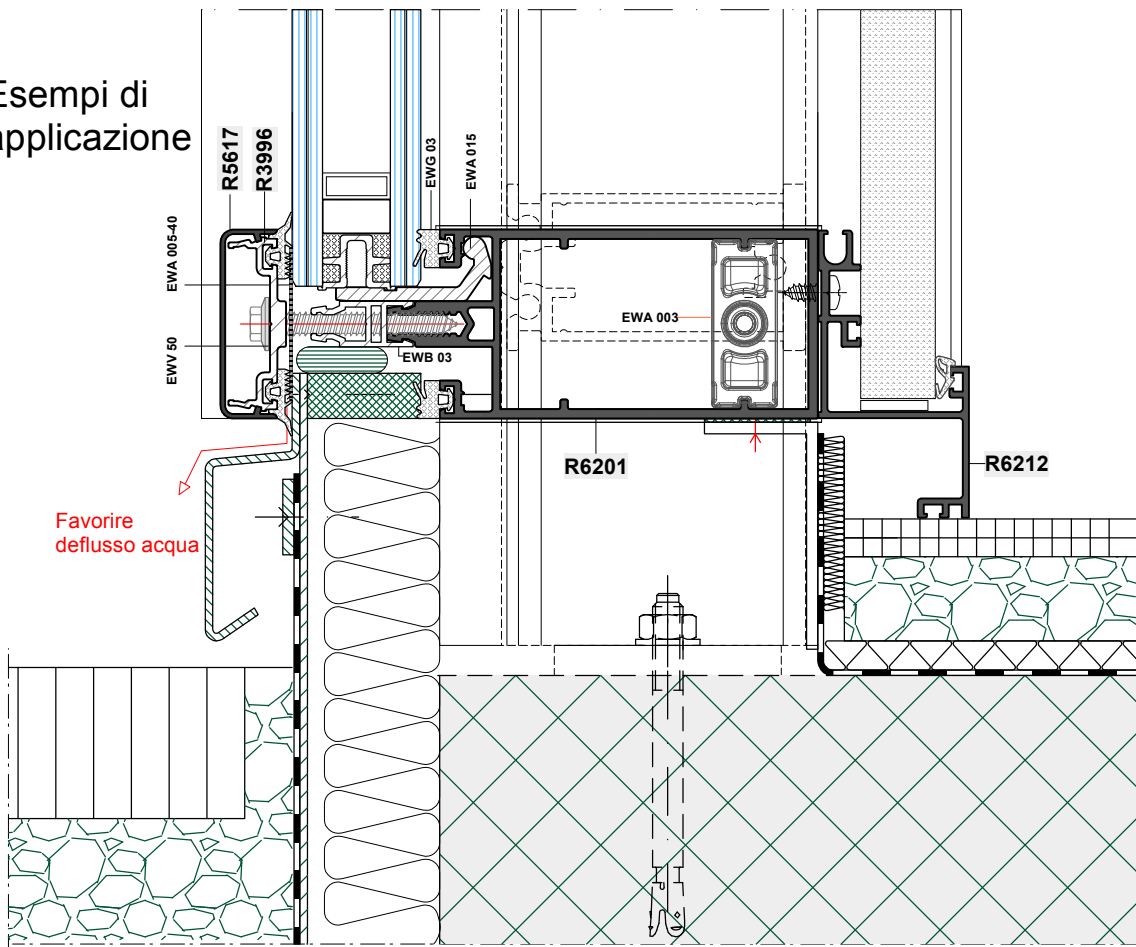 Esempi di
applicazione
R5617
R3996
EWG 03
EWA 015
EWA 005-40
EWA 003
EWV 50
EWB 03
R6201
R6212
Favorire
deflusso acqua